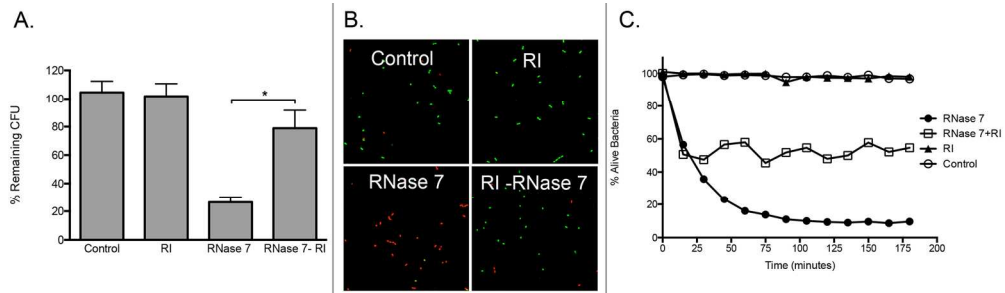 A.
% Remaining CFU
120
100
80
60
40
20
0
Control RI RNase 7 RNase 7- RI
*
B.
Control RI
RNase 7 RI -RNase 7
C.
% Alive Bacteria
100
80
60
40
20
0
0 25 50 75 100 125 150 175 200
Time (minutes)
RNase 7
RNase 7+RI
RI
Control